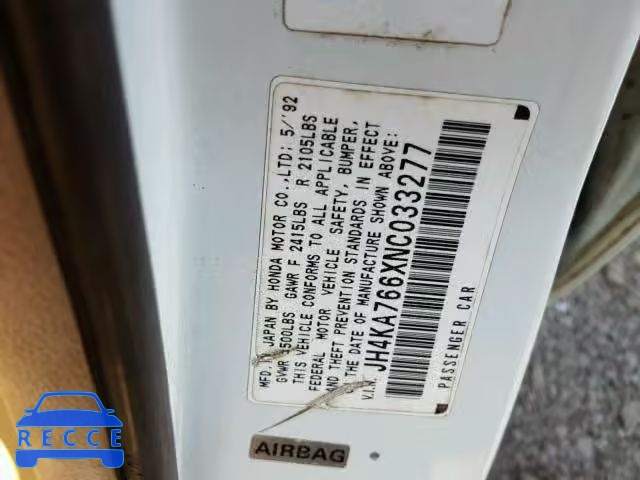 MFD. IN JAPAN BY HONDA MOTOR CO.,LTD: 5/'92
GVWR 4500LBS GAWR F 2415LBS R 2105LBS
THIS VEHICLE CONFORMS TO ALL APPLICABLE
FEDERAL MOTOR VEHICLE SAFETY, BUMPER,
AND THEFT PREVENTION STANDARDS IN EFFECT
ON THE DATE OF MANUFACTURE SHOWN ABOVE:
V.I.N. JH4KA766XNC033277
PASSENGER CAR
AIRBAG
RECCE